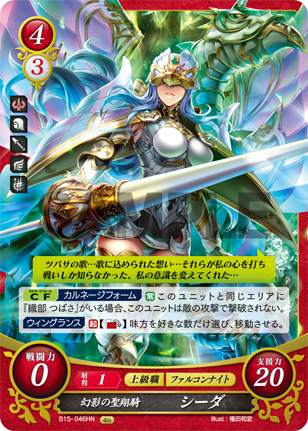 4
3
ツバサの歌…歌に込められた想い…それらが私の心を打ち
戦いしか知らなかった、私の意識を変えてくれた…
CF カルネージフォーム 常 このユニットと同じエリアに
『織部 つばさ』がいる場合、このユニットは敵の攻撃で撃破されない。
ウイングランス 起 味方を好きな数だけ選び、移動させる。
戦闘力
0
射程 1
上級職 ファルコンナイト
支援力
20
幻影の聖翔騎 シーダ
B15-046HN
Illust:権田和宏